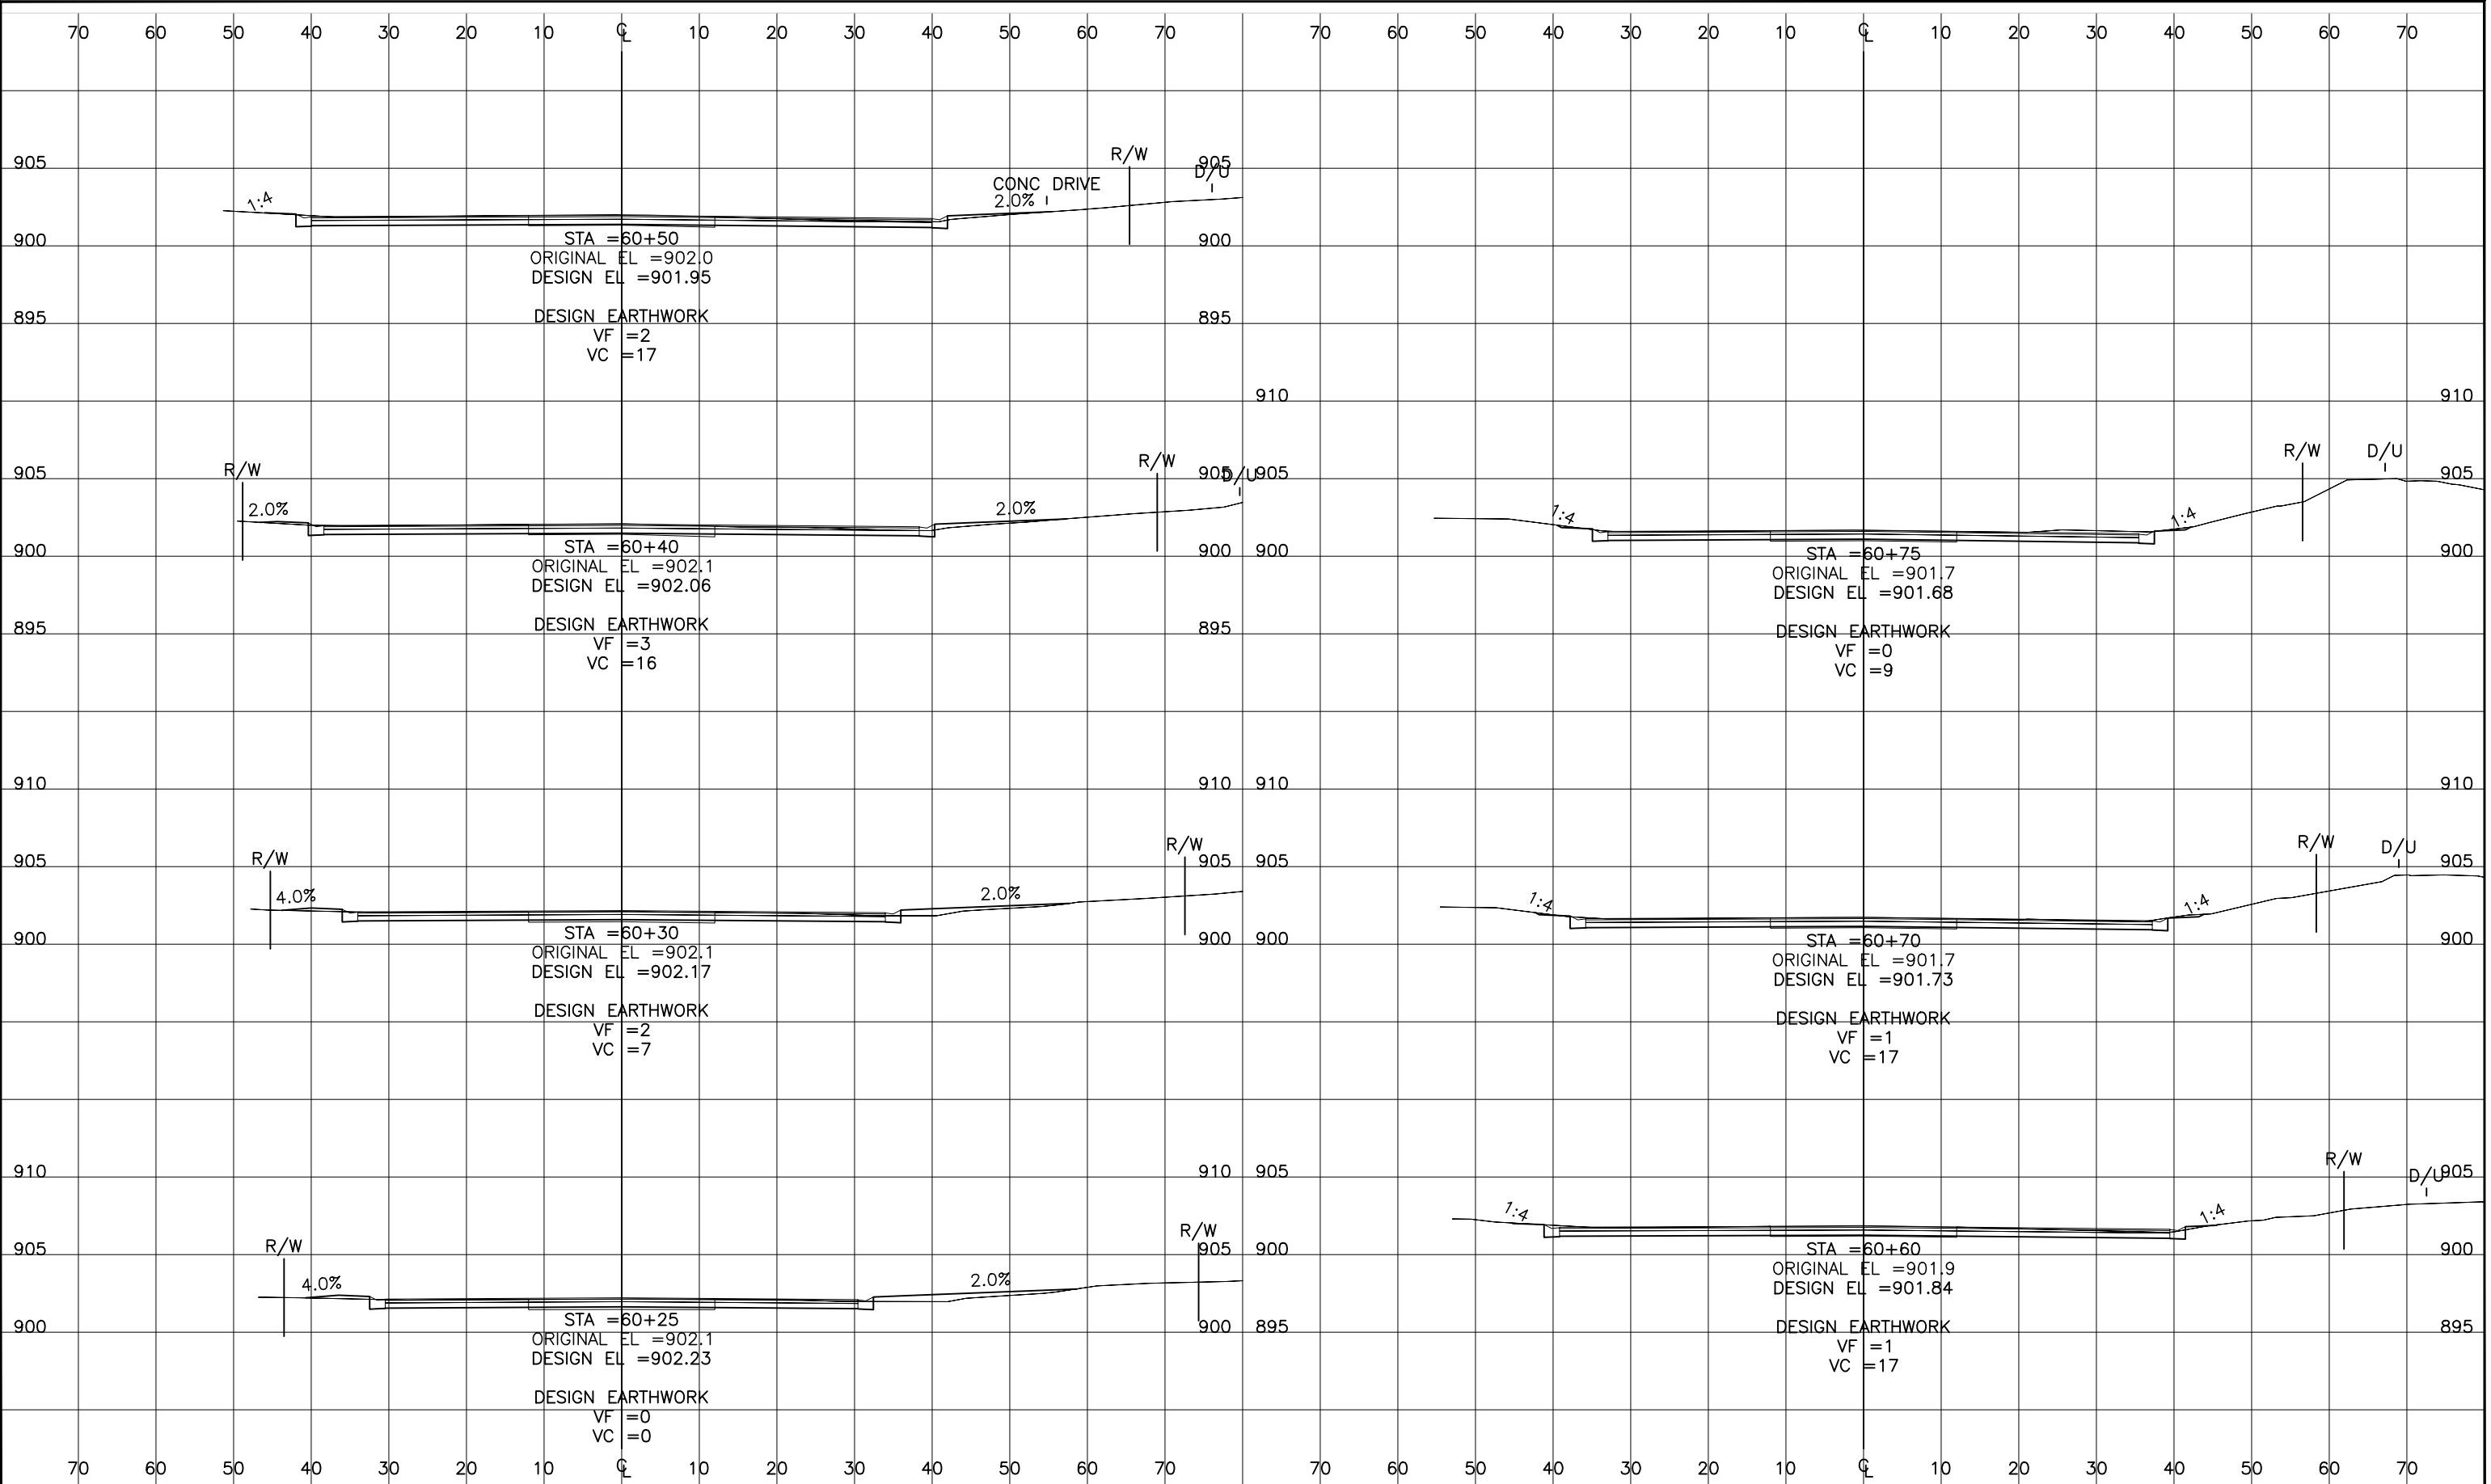 70 60 50 40 30 20 10 ℄ 10 20 30 40 50 60 70 70 60 50 40 30 20 10 ℄ 10 20 30 40 50 60 70
R/W
905 905
D/U
CONC DRIVE
1:4 2.0%
900 900
STA =60+50
ORIGINAL EL =902.0
DESIGN EL =901.95
895 895
DESIGN EARTHWORK
VF =2
VC =17
R/W R/W
905 905
D/U
2.0% 2.0%
900 900
STA =60+40
ORIGINAL EL =902.1
DESIGN EL =902.06
895 895
DESIGN EARTHWORK
VF =3
VC =16
910 910
R/W R/W
905 905
4.0% 2.0%
900 900
STA =60+30
ORIGINAL EL =902.1
DESIGN EL =902.17
DESIGN EARTHWORK
VF =2
VC =7
910 910
R/W R/W
905 905
4.0% 2.0%
900 900
STA =60+25
ORIGINAL EL =902.1
DESIGN EL =902.23
DESIGN EARTHWORK
VF =0
VC =0
910 910
R/W D/U
905 905
1:4 1:4
900 900
STA =60+75
ORIGINAL EL =901.7
DESIGN EL =901.68
DESIGN EARTHWORK
VF =0
VC =9
910 910
R/W D/U
905 905
1:4 1:4
900 900
STA =60+70
ORIGINAL EL =901.7
DESIGN EL =901.73
DESIGN EARTHWORK
VF =1
VC =17
R/W
905 D/U 905
1:4 1:4
900 900
STA =60+60
ORIGINAL EL =901.9
DESIGN EL =901.84
895 895
DESIGN EARTHWORK
VF =1
VC =17
70 60 50 40 30 20 10 ℄ 10 20 30 40 50 60 70 70 60 50 40 30 20 10 ℄ 10 20 30 40 50 60 70